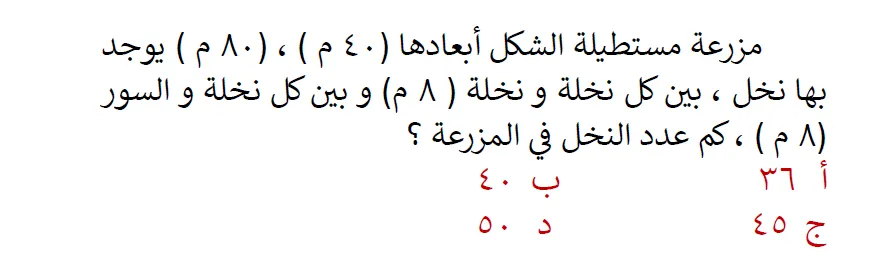 مزرعة مستطيلة الشكل أبعادها (٤٠ م ) ، (٨٠ م ) يوجد
بها نخل ، بين كل نخلة و نخلة ( ٨ م) و بين كل نخلة و السور
(٨ م ) ، كم عدد النخل في المزرعة ؟
أ ٣٦ ب ٤٠
ج ٤٥ د ٥٠